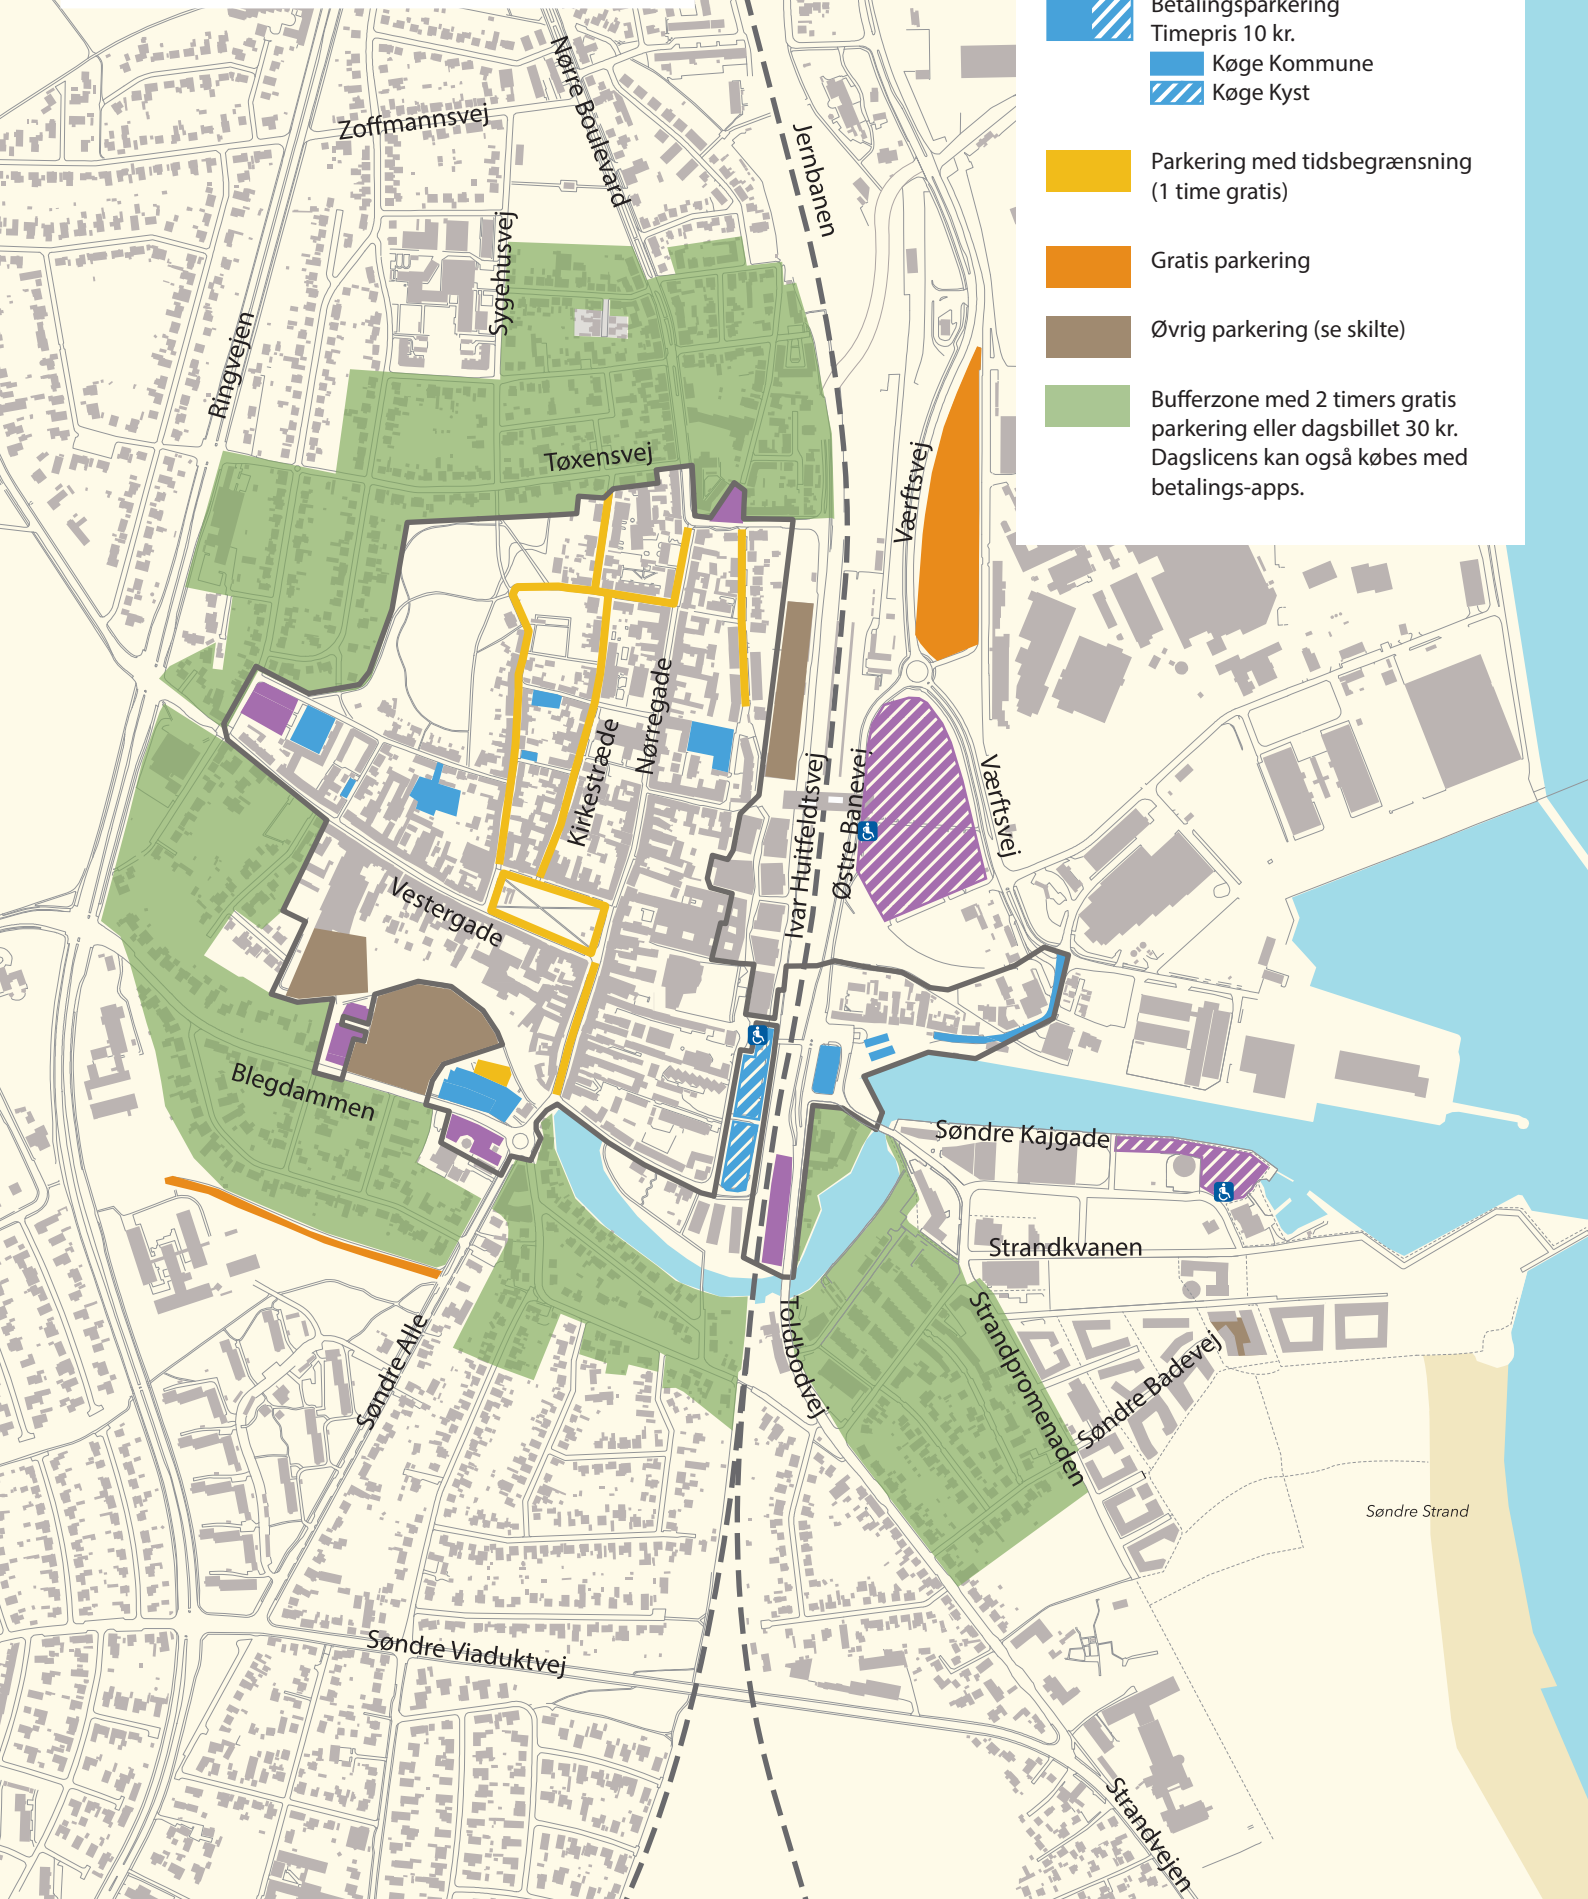 Betalingsparkering
Timepris 10 kr.
Køge Kommune
Køge Kyst
Parkering med tidsbegrænsning
(1 time gratis)
Gratis parkering
Øvrig parkering (se skilte)
Bufferzone med 2 timers gratis
parkering eller dagsbillet 30 kr.
Dagslicens kan også købes med
betalings-apps.
Nørre Boulevard
Zoffmannsvej
Jernbanen
Sygehusvej
Ringvejen
Tøxensvej
Værftsvej
Nørregade
Kirkestræde
Ivar Huitfeldtsvej
Østre Banevej
Værftsvej
Vestergade
Blegdammen
Søndre Kajgade
Strandkvanen
Toldbodvej
Strandpromenaden
Søndre Badevej
Søndre Alle
Søndre Strand
Søndre Viaduktvej
Strandvejen